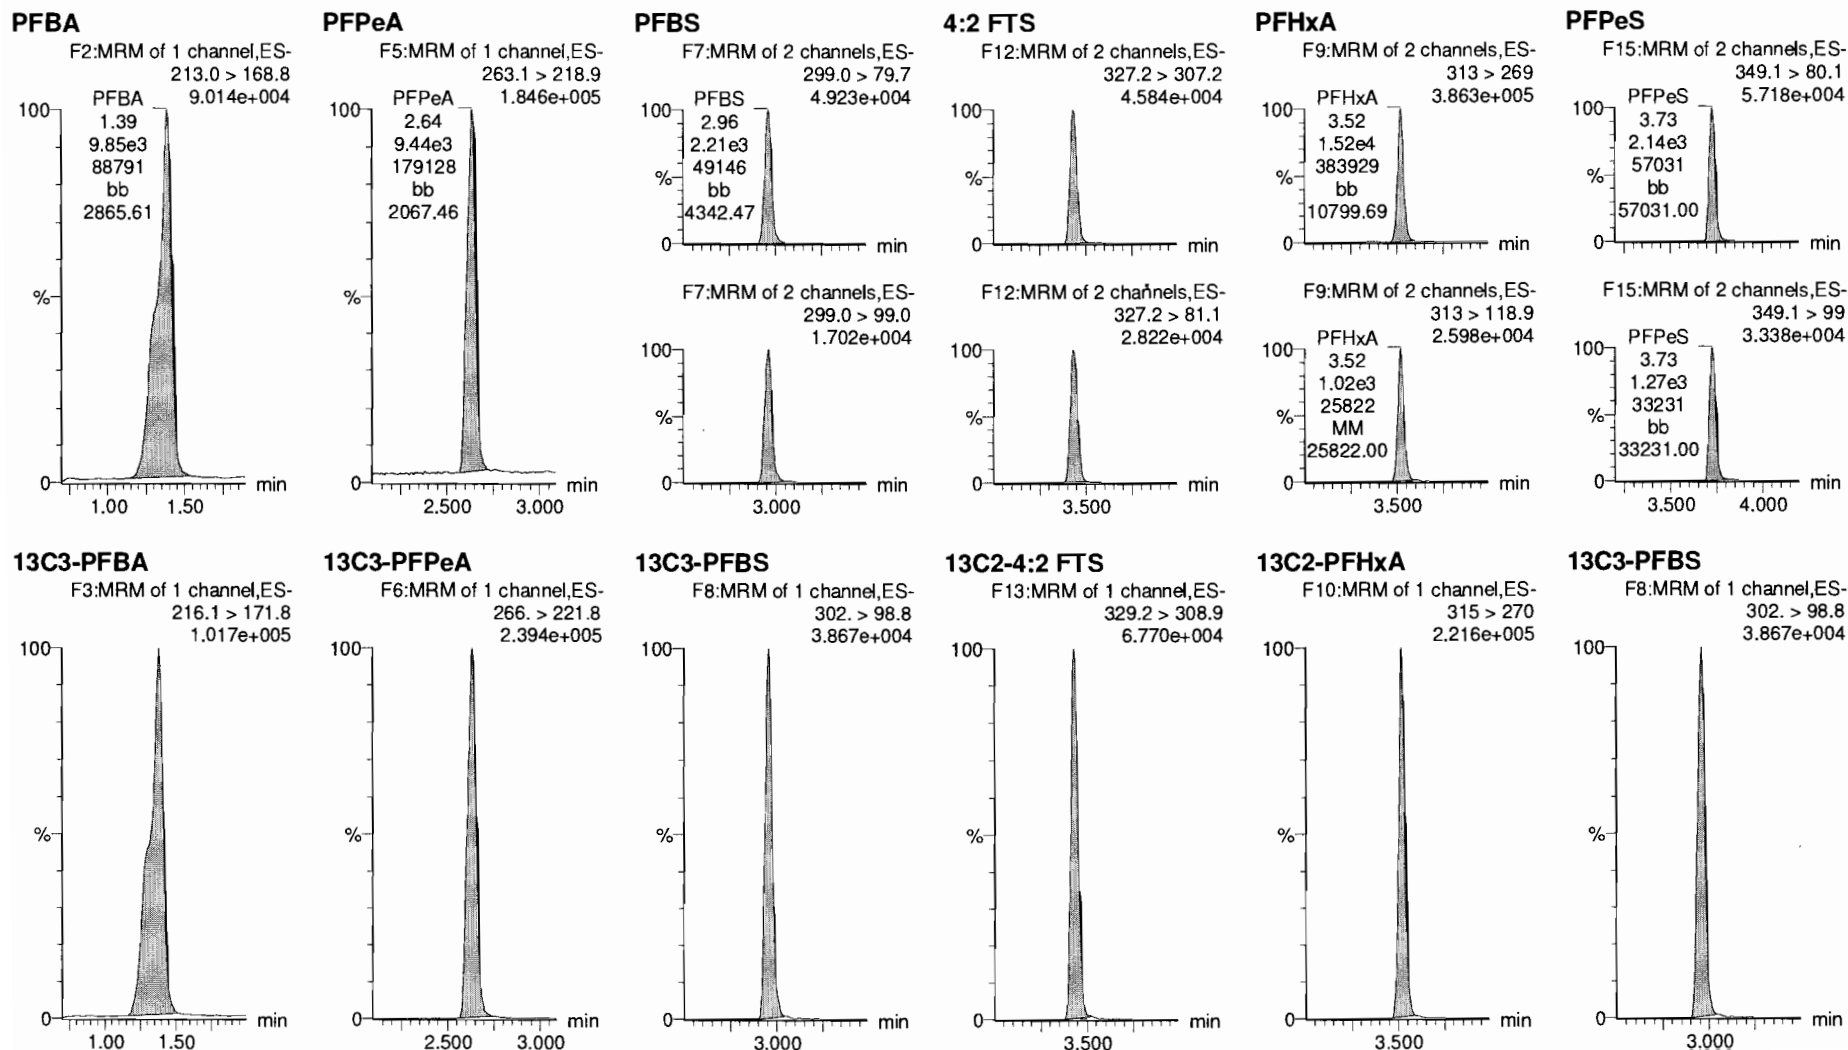 PFBA
F2:MRM of 1 channel,ES-
213.0 > 168.8
9.014e+004
100
PFBA
1.39
9.85e3
88791
bb
2865.61
%
0
min
1.00 1.50
PFPeA
F5:MRM of 1 channel,ES-
263.1 > 218.9
1.846e+005
100
PFPeA
2.64
9.44e3
179128
bb
2067.46
%
0
min
2.500 3.000
PFBS
F7:MRM of 2 channels,ES-
299.0 > 79.7
4.923e+004
100
PFBS
2.96
2.21e3
49146
bb
4342.47
%
0
min
F7:MRM of 2 channels,ES-
299.0 > 99.0
1.702e+004
100
%
0
min
3.000
4:2 FTS
F12:MRM of 2 channels,ES-
327.2 > 307.2
4.584e+004
100
%
0
min
F12:MRM of 2 channels,ES-
327.2 > 81.1
2.822e+004
100
%
0
min
3.500
PFHxA
F9:MRM of 2 channels,ES-
313 > 269
3.863e+005
100
PFHxA
3.52
1.52e4
383929
bb
10799.69
%
0
min
F9:MRM of 2 channels,ES-
313 > 118.9
2.598e+004
100
PFHxA
3.52
1.02e3
25822
MM
25822.00
%
0
min
3.500
PFPeS
F15:MRM of 2 channels,ES-
349.1 > 80.1
5.718e+004
100
PFPeS
3.73
2.14e3
57031
bb
57031.00
%
0
min
F15:MRM of 2 channels,ES-
349.1 > 99
3.338e+004
100
PFPeS
3.73
1.27e3
33231
bb
33231.00
%
0
min
3.500 4.000
13C3-PFBA
F3:MRM of 1 channel,ES-
216.1 > 171.8
1.017e+005
100
%
0
min
1.00 1.50
13C3-PFPeA
F6:MRM of 1 channel,ES-
266. > 221.8
2.394e+005
100
%
0
min
2.500 3.000
13C3-PFBS
F8:MRM of 1 channel,ES-
302. > 98.8
3.867e+004
100
%
0
min
3.000
13C2-4:2 FTS
F13:MRM of 1 channel,ES-
329.2 > 308.9
6.770e+004
100
%
0
min
3.500
13C2-PFHxA
F10:MRM of 1 channel,ES-
315 > 270
2.216e+005
100
%
0
min
3.500
13C3-PFBS
F8:MRM of 1 channel,ES-
302. > 98.8
3.867e+004
100
%
0
min
3.000